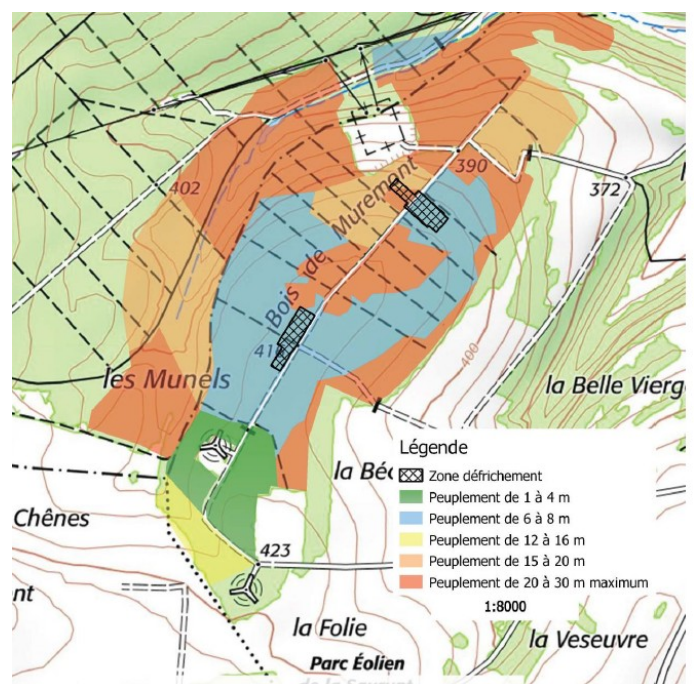 402
390
372
Bois de Murement
410
400
les Munels
la Belle Vierg
Légende
la Béc
Zone défrichement
Peuplement de 1 à 4 m
Chênes
Peuplement de 6 à 8 m
Peuplement de 12 à 16 m
423
Peuplement de 15 à 20 m
Peuplement de 20 à 30 m maximum
nt
1:8000
la Folie
la Veseuvre
Parc Éolien